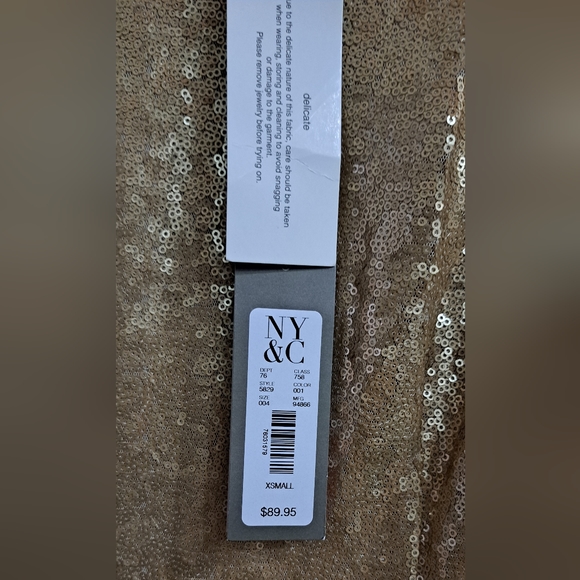 delicate
ue to the delicate nature of this fabric, care should be taken
when wearing, storing and cleaning to avoid snagging
or damage to the garment.
Please remove jewelry before trying on.
NY
&C
DEPT CLASS
76 758
STYLE COLOR
5829 001
SIZE MFG
004 94866
76031579
XSMALL
$89.95